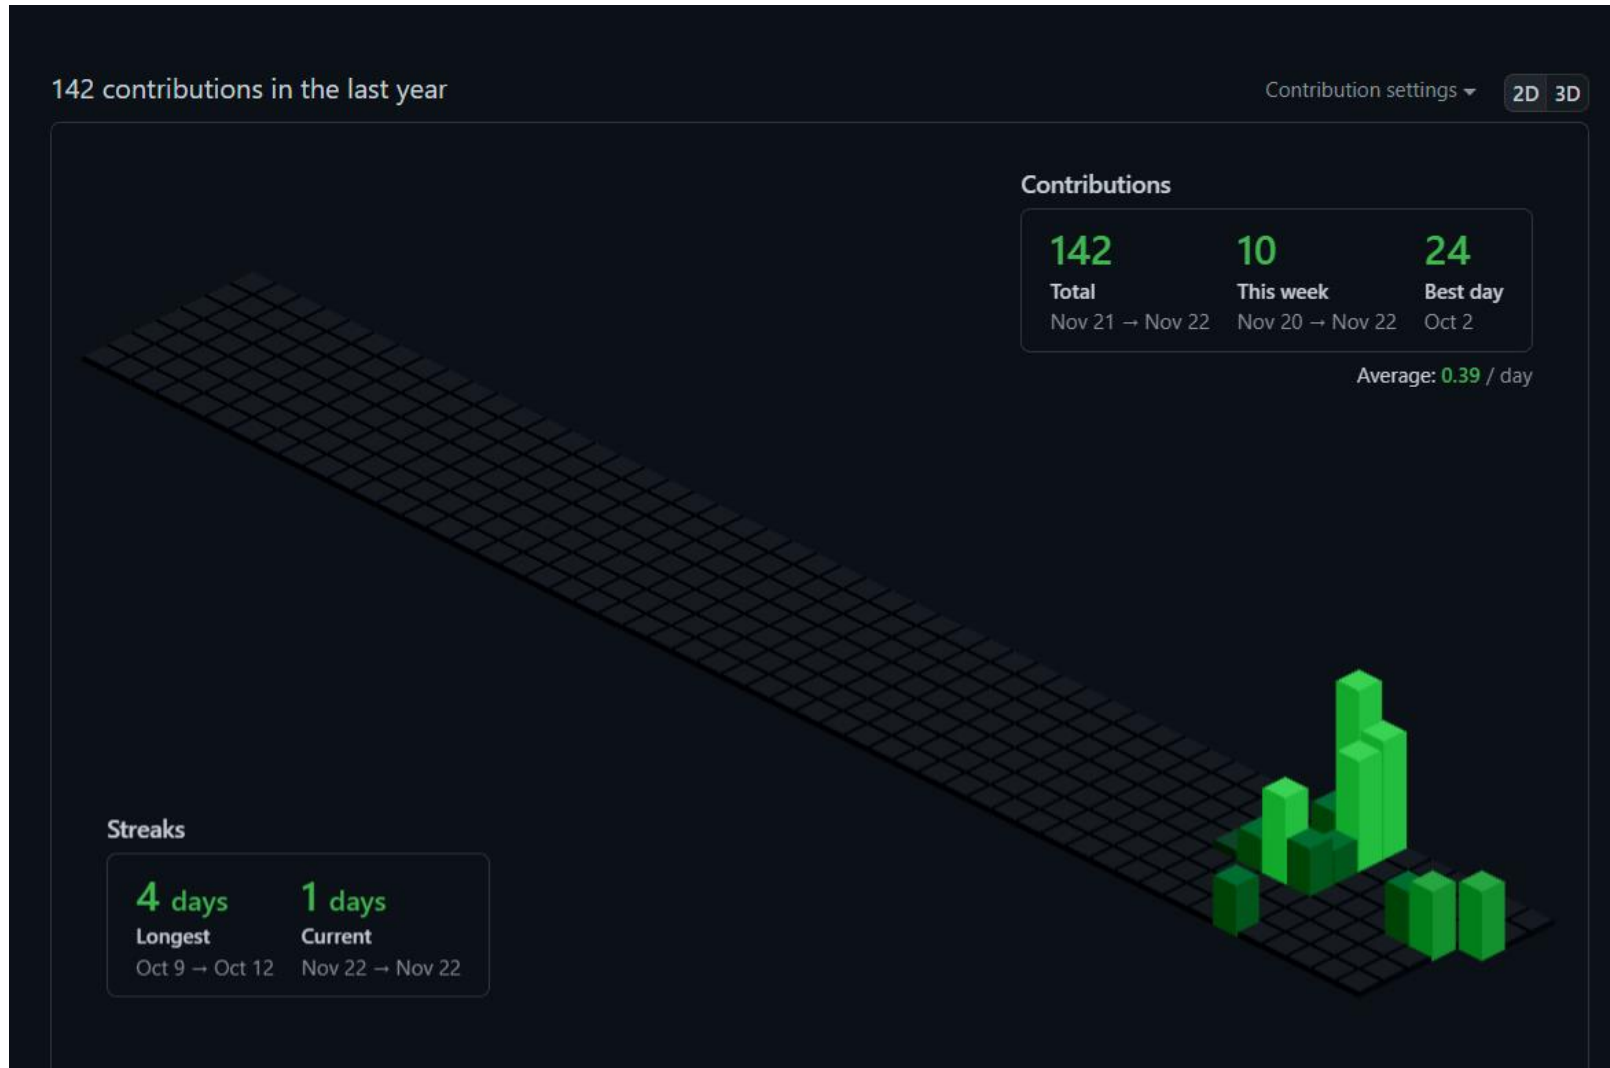 142 contributions in the last year
Contribution settings
2D 3D
Contributions
142 10 24
Total This week Best day
Nov 21 → Nov 22 Nov 20 → Nov 22 Oct 2
Average: 0.39 / day
Streaks
4 days 1 days
Longest Current
Oct 9 → Oct 12 Nov 22 → Nov 22